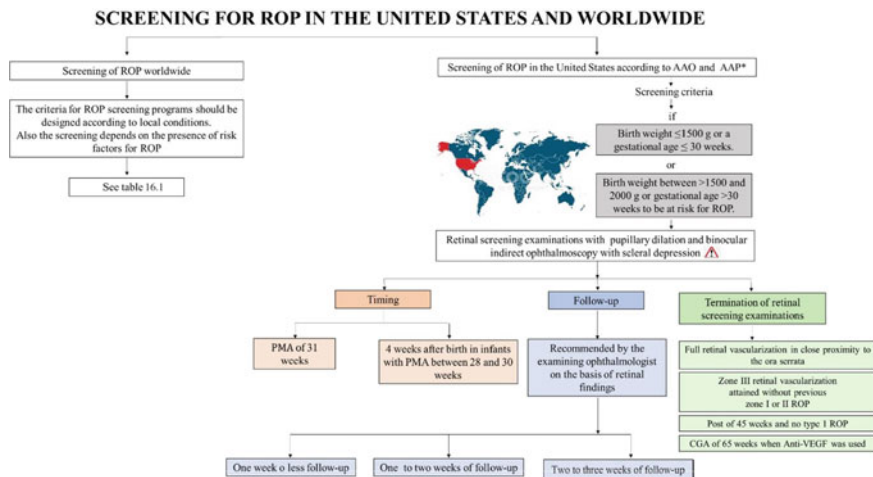 SCREENING FOR ROP IN THE UNITED STATES AND WORLDWIDE
Screening of ROP worldwide
The criteria for ROP screening programs should be
designed according to local conditions.
Also the screening depends on the presence of risk
factors for ROP
See table 16.1
Screening of ROP in the United States according to AAO and AAP*
Screening criteria
if
Birth weight ≤1500 g or a
gestational age ≤ 30 weeks.
or
Birth weight between >1500 and
2000 g or gestational age >30
weeks to be at risk for ROP.
Retinal screening examinations with pupillary dilation and binocular
indirect ophthalmoscopy with scleral depression
Timing
PMA of 31
weeks
4 weeks after birth in infants
with PMA between 28 and 30
weeks
Follow-up
Recommended by the
examining ophthalmologist
on the basis of retinal
findings
One week o less follow-up
One to two weeks of follow-up
Two to three weeks of follow-up
Termination of retinal
screening examinations
Full retinal vascularization in close proximity to
the ora serrata
Zone III retinal vascularization
attained without previous
zone I or II ROP
Post of 45 weeks and no type 1 ROP
CGA of 65 weeks when Anti-VEGF was used